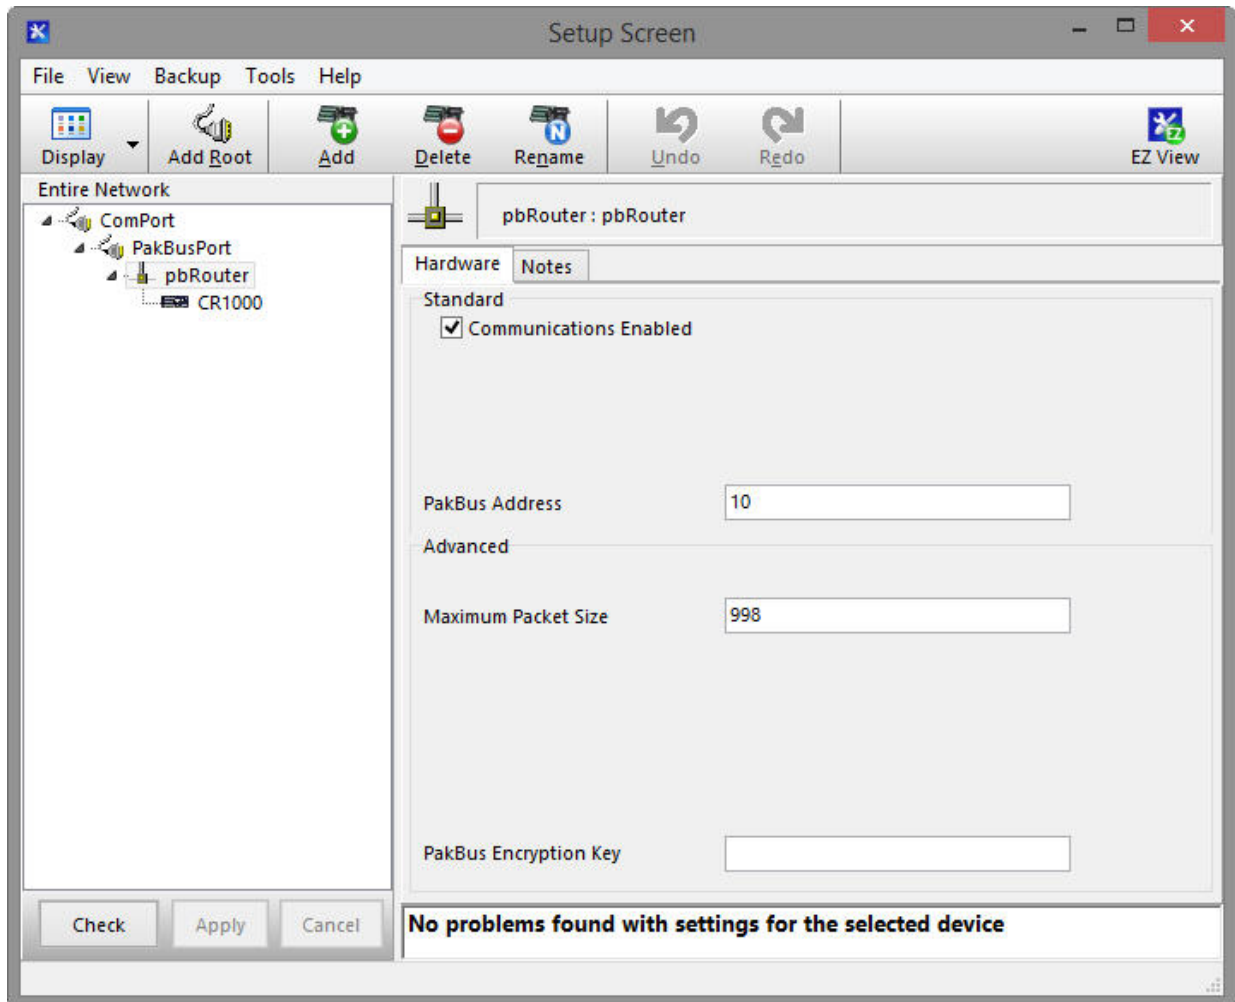 Setup Screen
File View Backup Tools Help
Display Add Root Add Delete Rename Undo Redo EZ View
N
EZ
Entire Network
ComPort
PakBusPort
pbRouter
CR1000
pbRouter : pbRouter
Hardware Notes
Standard
Communications Enabled
PakBus Address 10
Advanced
Maximum Packet Size 998
PakBus Encryption Key
Check Apply Cancel
No problems found with settings for the selected device